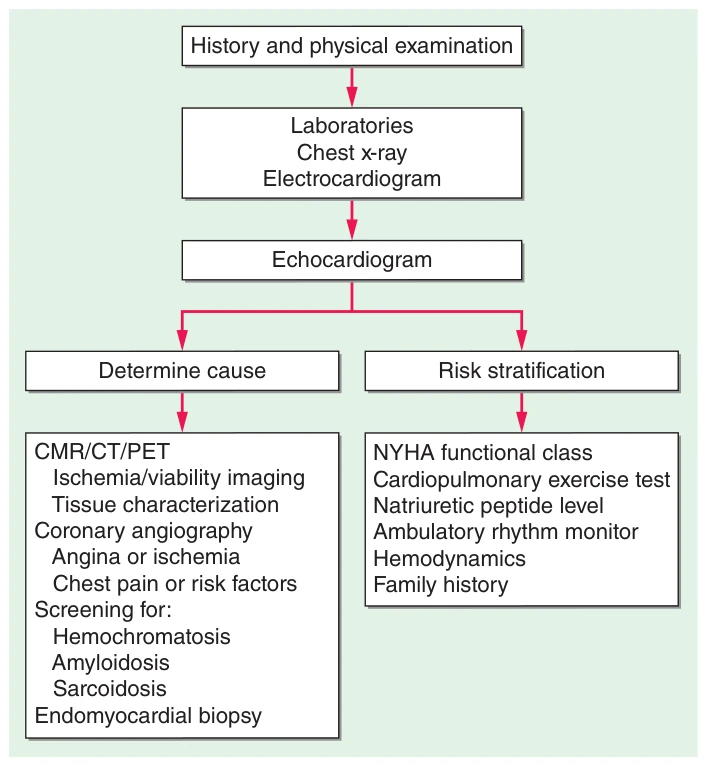 History and physical examination
Laboratories
Chest x-ray
Electrocardiogram
Echocardiogram
Determine cause
Risk stratification
CMR/CT/PET
Ischemia/viability imaging
Tissue characterization
Coronary angiography
Angina or ischemia
Chest pain or risk factors
Screening for:
Hemochromatosis
Amyloidosis
Sarcoidosis
Endomyocardial biopsy
NYHA functional class
Cardiopulmonary exercise test
Natriuretic peptide level
Ambulatory rhythm monitor
Hemodynamics
Family history